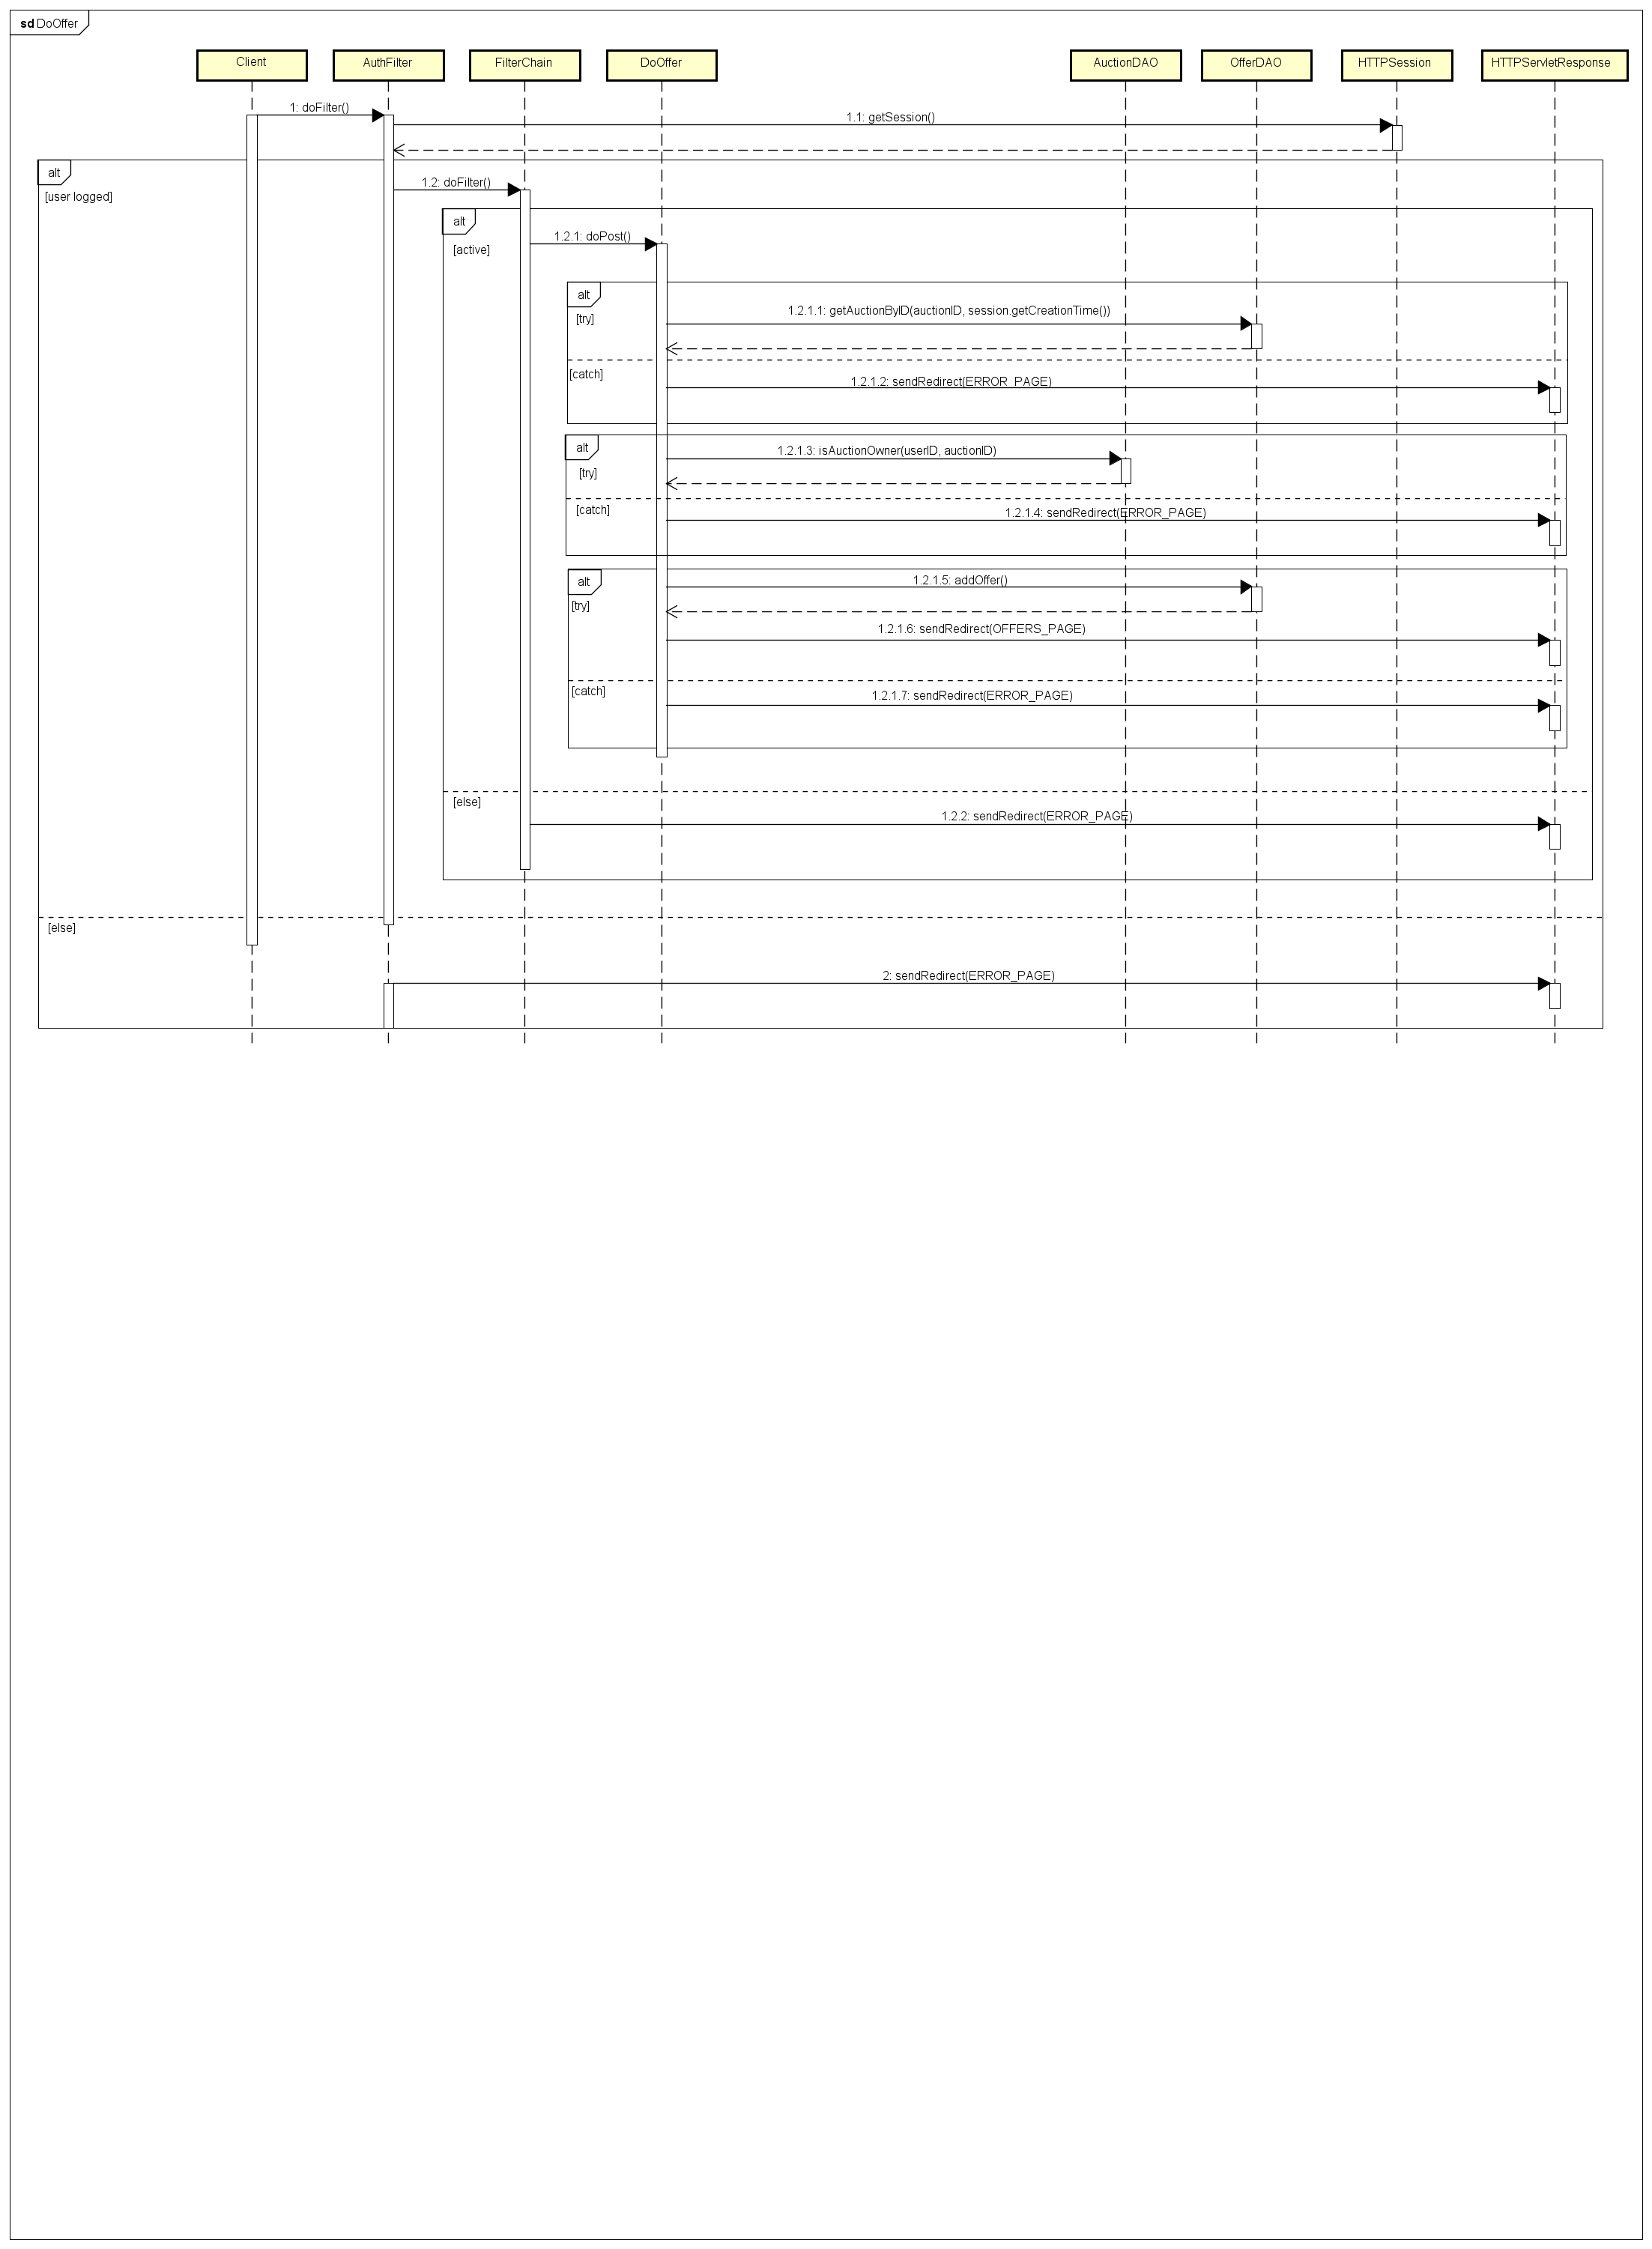 sd DoOffer
Client
AuthFilter
FilterChain
DoOffer
AuctionDAO
OfferDAO
HTTPSession
HTTPServletResponse
1: doFilter()
1.1: getSession()
alt
[user logged]
1.2: doFilter()
alt
[active]
1.2.1: doPost()
alt
[try]
1.2.1.1: getAuctionByID(auctionID, session.getCreationTime())
[catch]
1.2.1.2: sendRedirect(ERROR_PAGE)
alt
[try]
1.2.1.3: isAuctionOwner(userID, auctionID)
[catch]
1.2.1.4: sendRedirect(ERROR_PAGE)
alt
[try]
1.2.1.5: addOffer()
1.2.1.6: sendRedirect(OFFERS_PAGE)
[catch]
1.2.1.7: sendRedirect(ERROR_PAGE)
[else]
1.2.2: sendRedirect(ERROR_PAGE)
[else]
2: sendRedirect(ERROR_PAGE)